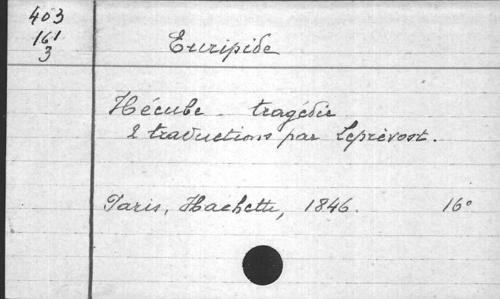 403
161
3
Euripide
Hécube - tragédie
2 traductions par Leprévost.
Paris, Hachette, 1846. 16°